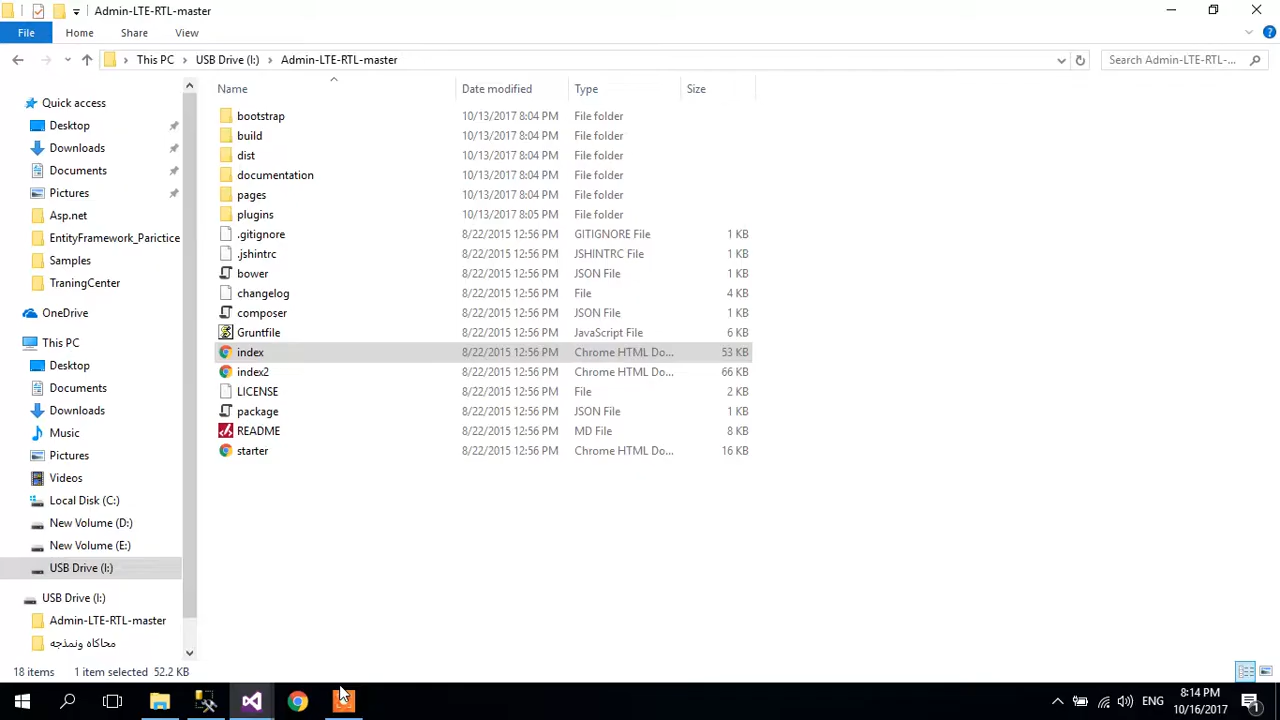 Admin-LTE-RTL-master
File Home Share View
This PC USB Drive (I:) Admin-LTE-RTL-master Search Admin-LTE-RTL-...
Name Date modified Type Size
Quick access
Desktop
Downloads
Documents
Pictures
Asp.net
EntityFramework_Parictice
Samples
TraningCenter
OneDrive
This PC
Desktop
Documents
Downloads
Music
Pictures
Videos
Local Disk (C:)
New Volume (D:)
New Volume (E:)
USB Drive (I:)
USB Drive (I:)
Admin-LTE-RTL-master
محاكاه ونمذجه
bootstrap 10/13/2017 8:04 PM File folder
build 10/13/2017 8:04 PM File folder
dist 10/13/2017 8:04 PM File folder
documentation 10/13/2017 8:04 PM File folder
pages 10/13/2017 8:04 PM File folder
plugins 10/13/2017 8:05 PM File folder
.gitignore 8/22/2015 12:56 PM GITIGNORE File 1 KB
.jshintrc 8/22/2015 12:56 PM JSHINTRC File 1 KB
bower 8/22/2015 12:56 PM JSON File 1 KB
changelog 8/22/2015 12:56 PM File 4 KB
composer 8/22/2015 12:56 PM JSON File 1 KB
Gruntfile 8/22/2015 12:56 PM JavaScript File 6 KB
index 8/22/2015 12:56 PM Chrome HTML Do... 53 KB
index2 8/22/2015 12:56 PM Chrome HTML Do... 66 KB
LICENSE 8/22/2015 12:56 PM File 2 KB
package 8/22/2015 12:56 PM JSON File 1 KB
README 8/22/2015 12:56 PM MD File 8 KB
starter 8/22/2015 12:56 PM Chrome HTML Do... 16 KB
18 items 1 item selected 52.2 KB
ENG
8:14 PM
10/16/2017
1